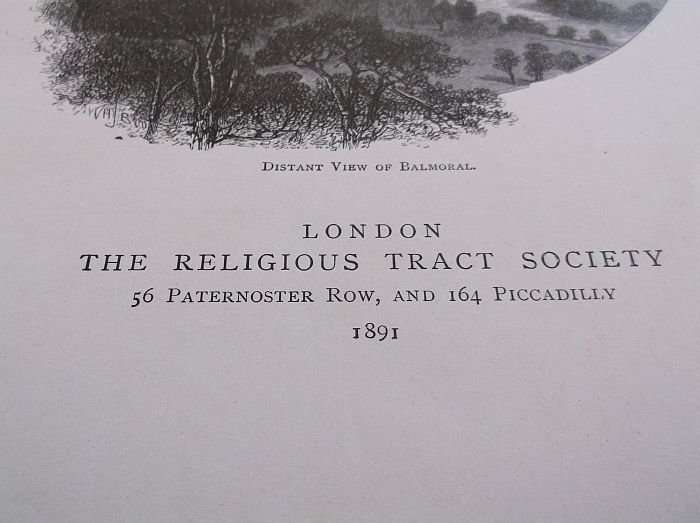 Distant View of Balmoral.
LONDON
THE RELIGIOUS TRACT SOCIETY
56 Paternoster Row, and 164 Piccadilly
1891